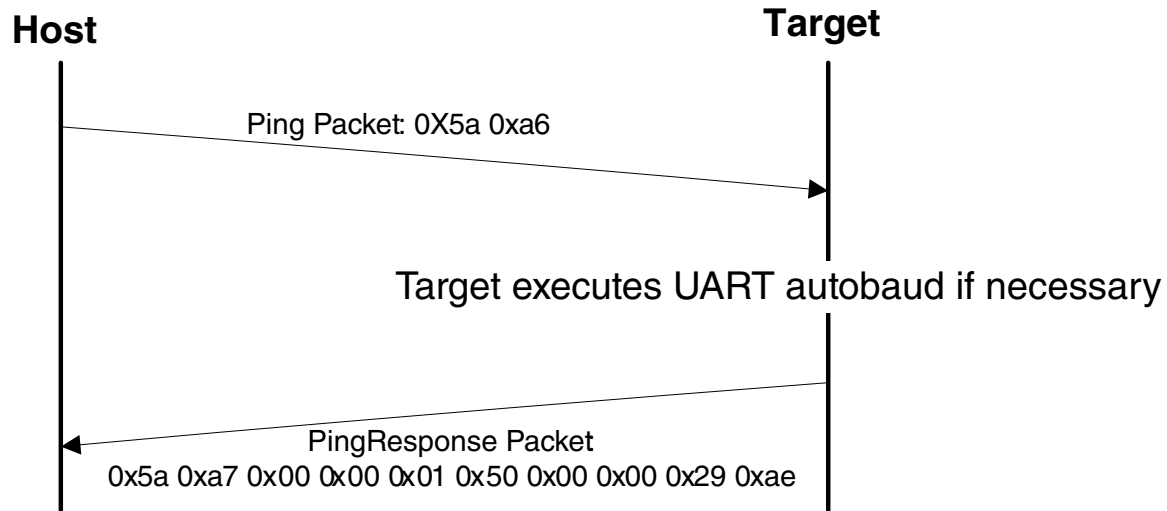 Host
Target
Ping Packet: 0X5a 0xa6
Target executes UART autobaud if necessary
PingResponse Packet
0x5a 0xa7 0x00 0x00 0x01 0x50 0x00 0x00 0x29 0xae